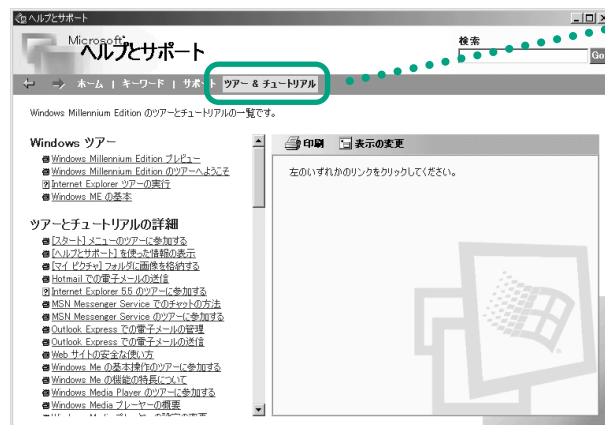 ヘルプとサポート
Microsoft
ヘルプとサポート
検索
Go
ホーム | キーワード | サポート ツアー & チュートリアル
Windows Millennium Edition のツアーとチュートリアルの一覧です。
Windows ツアー
Windows Millennium Edition プレビュー
Windows Millennium Edition のツアーへようこそ
Internet Explorer ツアーの実行
Windows ME の基本
ツアーとチュートリアルの詳細
[スタート] メニューのツアーに参加する
[ヘルプとサポート] を使った情報の表示
[マイ ピクチャ] フォルダに画像を格納する
Hotmail での電子メールの送信
Internet Explorer 5.5 のツアーに参加する
MSN Messenger Service でのチャットの方法
MSN Messenger Service のツアーに参加する
Outlook Express での電子メールの管理
Outlook Express での電子メールの送信
Web サイトの安全な使い方
Windows Me の基本操作のツアーに参加する
Windows Me の機能の特長について
Windows Media Player のツアーに参加する
Windows Media プレーヤーの概要
印刷 表示の変更
左のいずれかのリンクをクリックしてください。